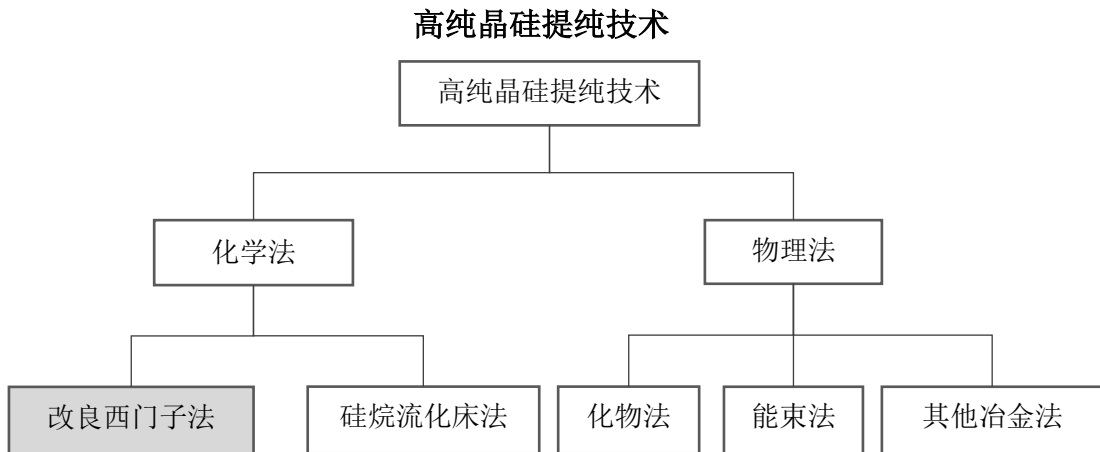 高纯晶硅提纯技术
高纯晶硅提纯技术
化学法
物理法
改良西门子法
硅烷流化床法
化物法
能束法
其他冶金法